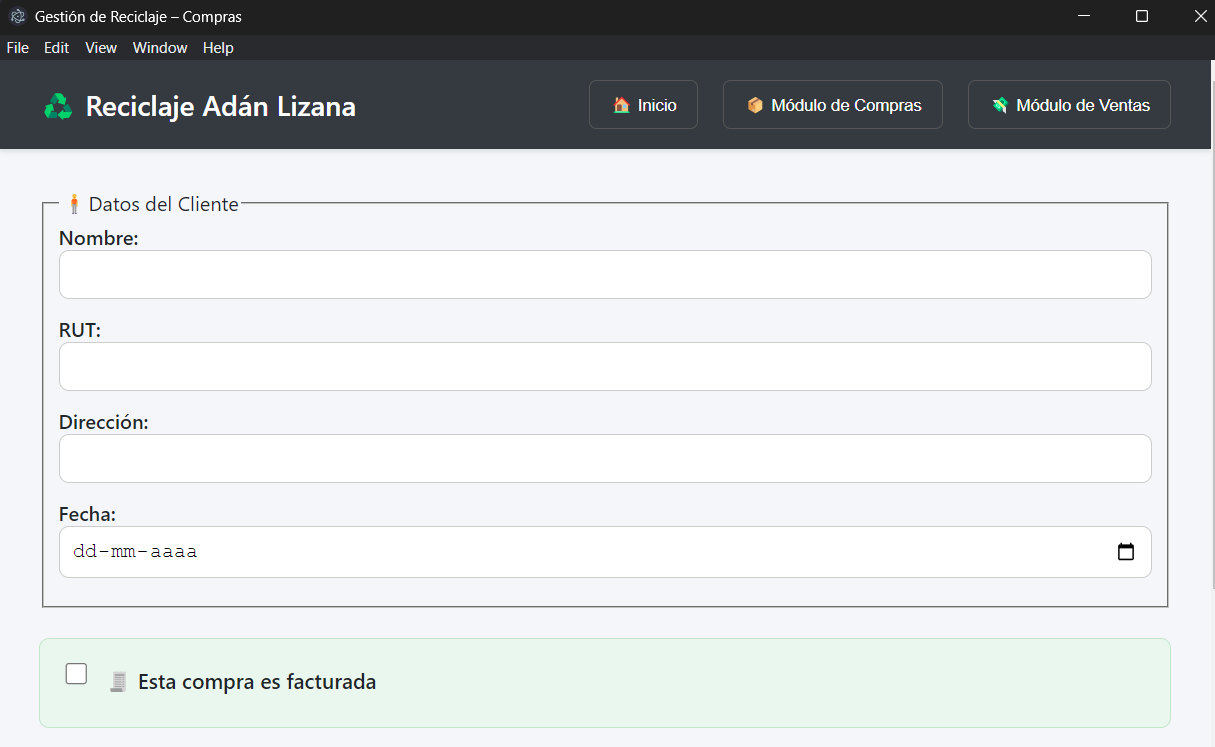 Gestión de Reciclaje – Compras
File Edit View Window Help
Reciclaje Adán Lizana
Inicio
Módulo de Compras
Módulo de Ventas
Datos del Cliente
Nombre:
RUT:
Dirección:
Fecha:
dd-mm-aaaa
Esta compra es facturada